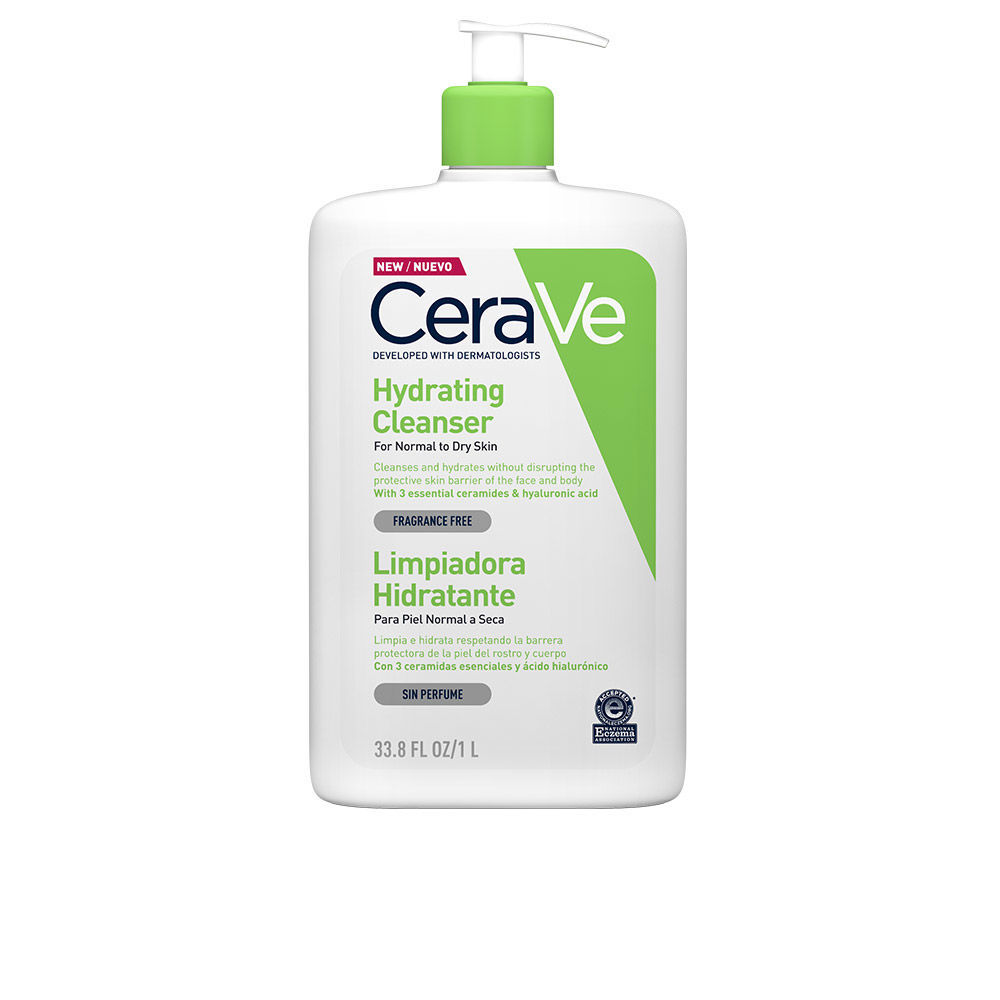 NEW / NUEVO
CeraVe
DEVELOPED WITH DERMATOLOGISTS
Hydrating
Cleanser
For Normal to Dry Skin
Cleanses and hydrates without disrupting the
protective skin barrier of the face and body
With 3 essential ceramides & hyaluronic acid
FRAGRANCE FREE
Limpiadora
Hidratante
Para Piel Normal a Seca
Limpia e hidrata respetando la barrera
protectora de la piel del rostro y cuerpo
Con 3 ceramidas esenciales y ácido hialurónico
SIN PERFUME
ACCEPTED
e
NATIONAL
Eczema
ASSOCIATION
33.8 FL OZ/1 L